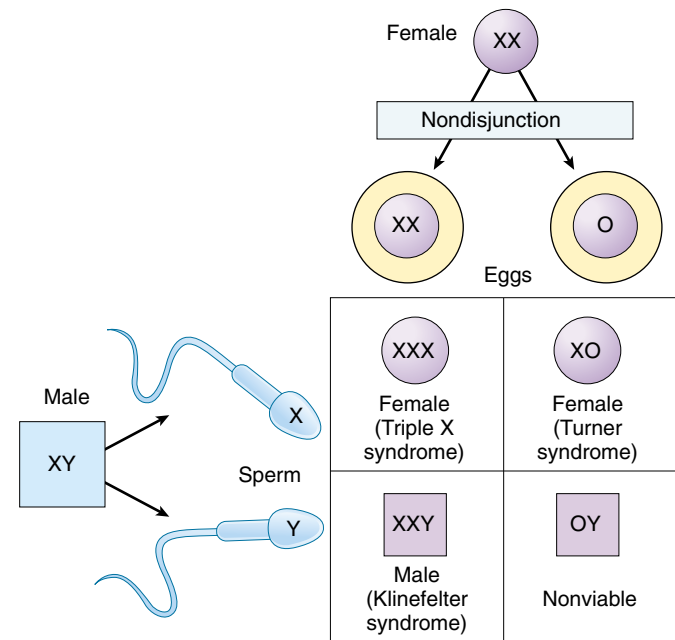 Female
XX
Nondisjunction
XX
O
Eggs
XXX
XO
Female
(Triple X
syndrome)
Female
(Turner
syndrome)
Male
XY
X
Sperm
Y
XXY
OY
Male
(Klinefelter
syndrome)
Nonviable